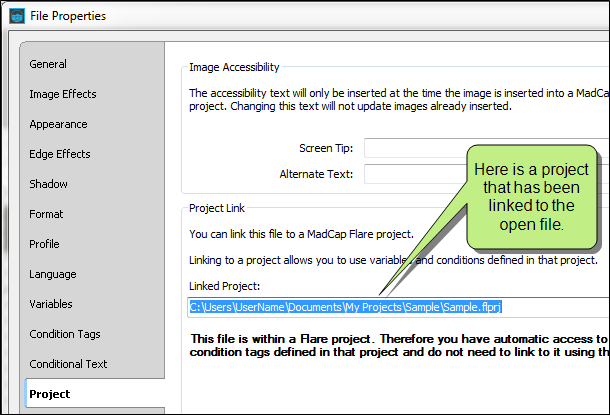 File Properties
General
Image Effects
Appearance
Edge Effects
Shadow
Format
Profile
Language
Variables
Condition Tags
Conditional Text
Project
Image Accessibility
The accessibility text will only be inserted at the time the image is inserted into a MadCap
project. Changing this text will not update images already inserted.
Screen Tip:
Alternate Text:
Here is a project
that has been
linked to the
open file.
Project Link
You can link this file to a MadCap Flare project.
Linking to a project allows you to use variables and conditions defined in that project.
Linked Project:
C:\Users\UserName\Documents\My Projects\Sample\Sample.flprj
This file is within a Flare project. Therefore you have automatic access to
condition tags defined in that project and do not need to link to it using th